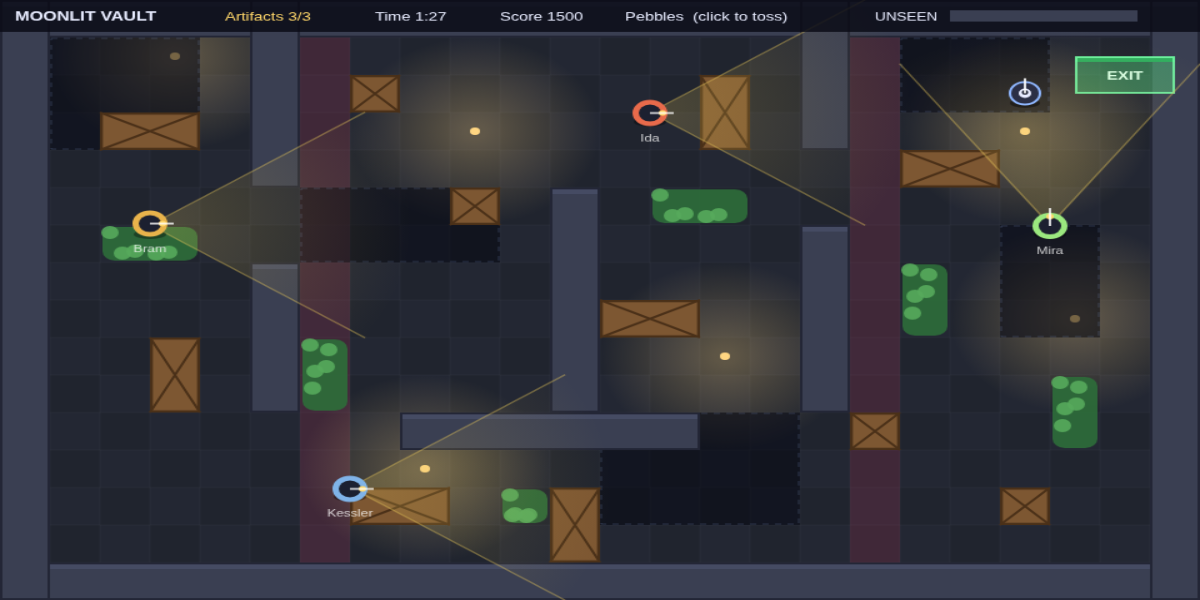 MOONLIT VAULT Artifacts 3/3 Time 1:27 Score 1500 Pebbles (click to toss) UNSEEN
EXIT
Ida
Bram
Mira
Kessler